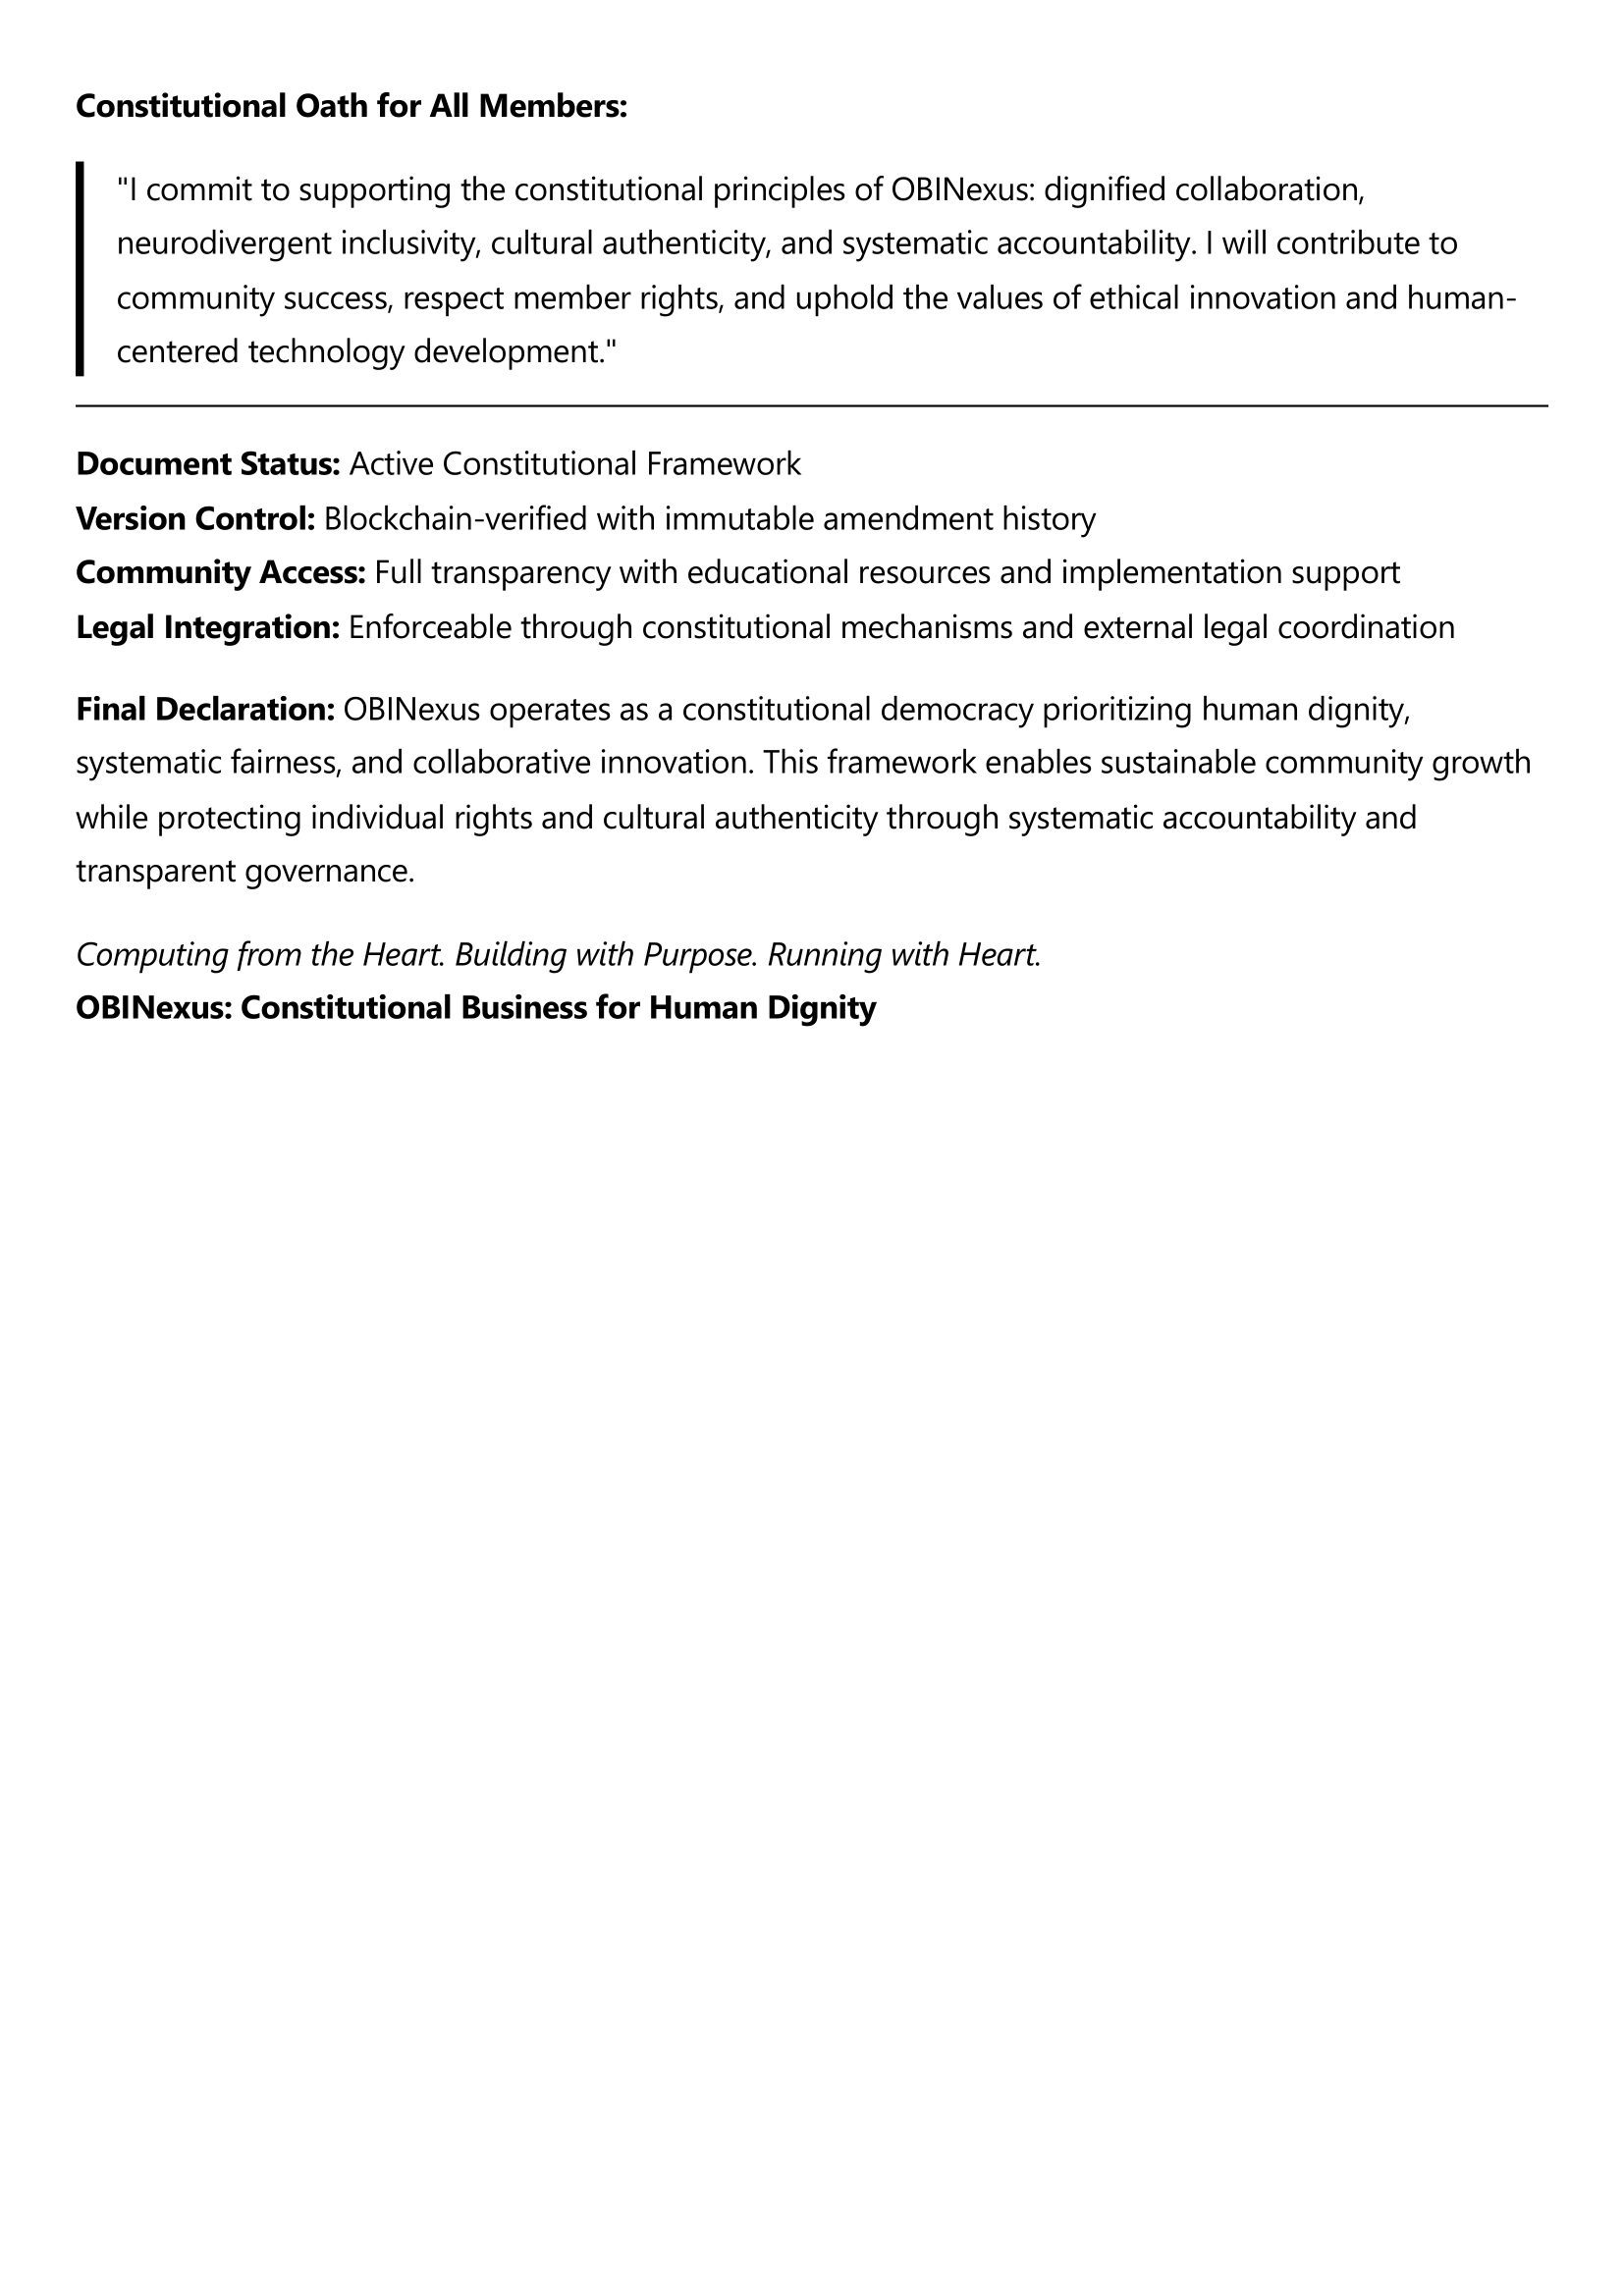 Constitutional Oath for All Members:
"I commit to supporting the constitutional principles of OBINexus: dignified collaboration,
neurodivergent inclusivity, cultural authenticity, and systematic accountability. I will contribute to
community success, respect member rights, and uphold the values of ethical innovation and human-
centered technology development."
Document Status: Active Constitutional Framework
Version Control: Blockchain-verified with immutable amendment history
Community Access: Full transparency with educational resources and implementation support
Legal Integration: Enforceable through constitutional mechanisms and external legal coordination
Final Declaration: OBINexus operates as a constitutional democracy prioritizing human dignity,
systematic fairness, and collaborative innovation. This framework enables sustainable community growth
while protecting individual rights and cultural authenticity through systematic accountability and
transparent governance.
Computing from the Heart. Building with Purpose. Running with Heart.
OBINexus: Constitutional Business for Human Dignity